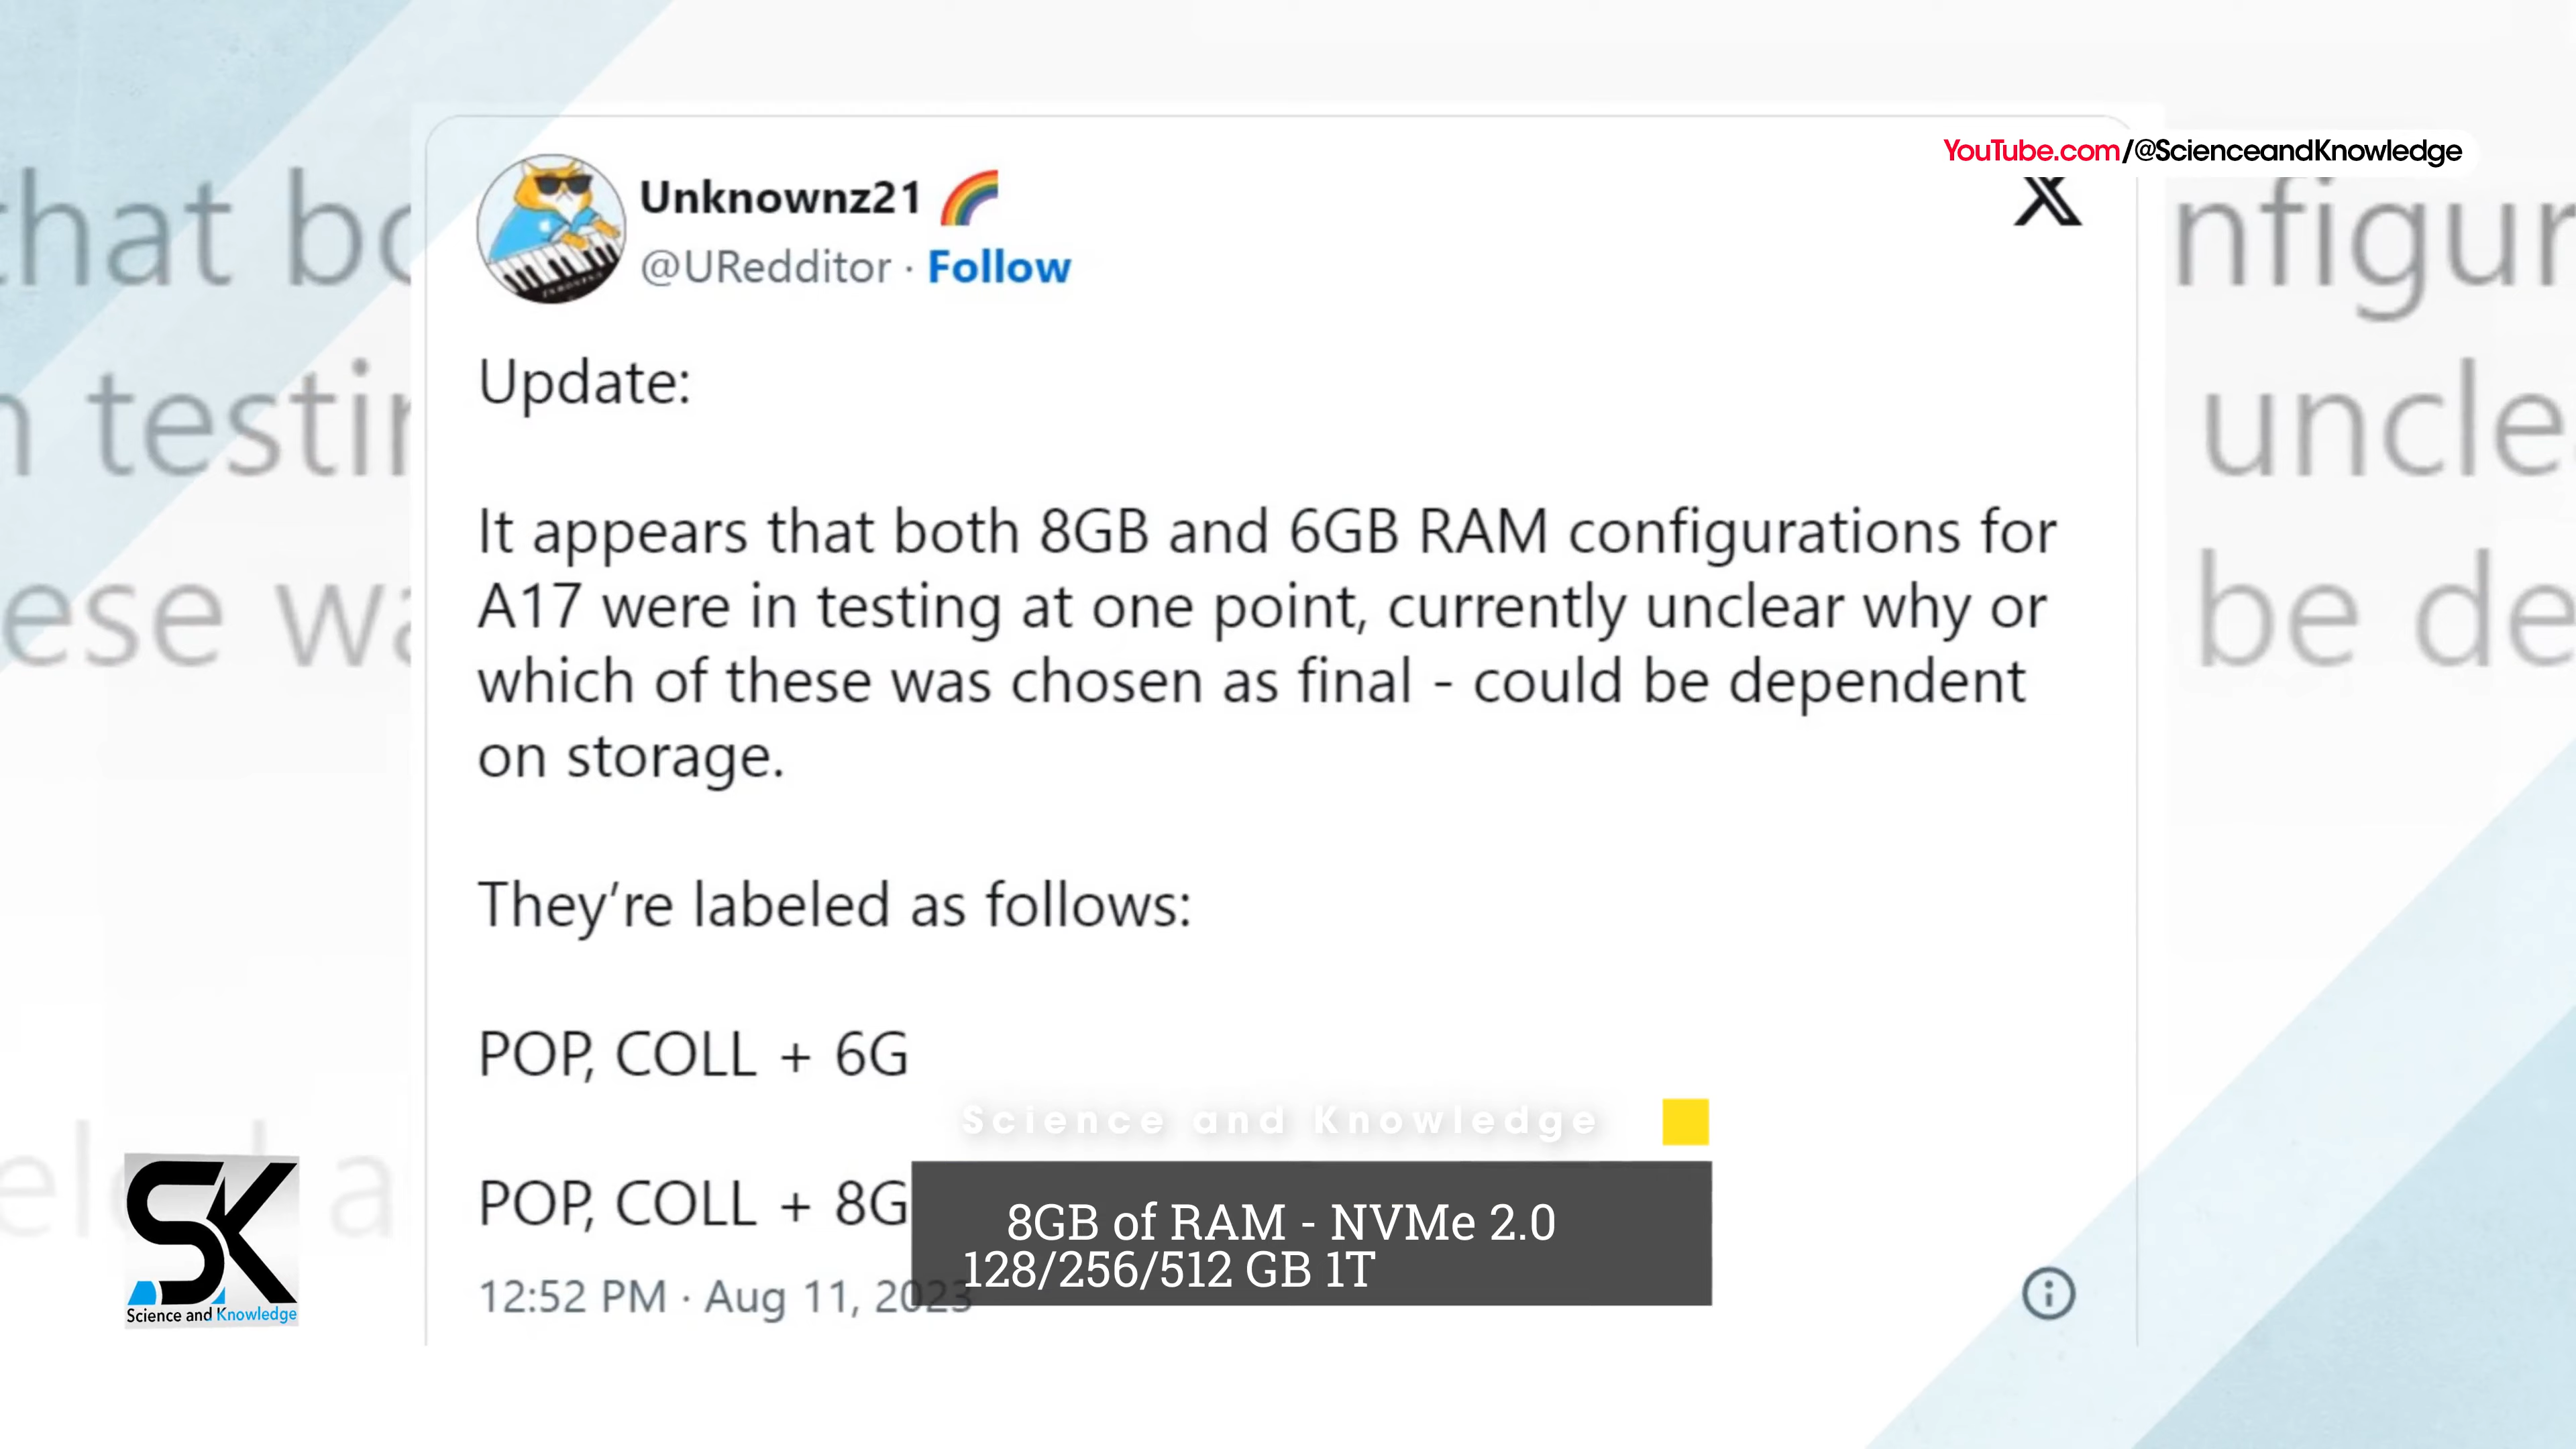 YouTube.com/@ScienceandKnowledge
Unknownz21
@URedditor · Follow
Update:
It appears that both 8GB and 6GB RAM configurations for
A17 were in testing at one point, currently unclear why or
which of these was chosen as final - could be dependent
on storage.
They're labeled as follows:
POP, COLL + 6G
Science and Knowledge
POP, COLL + 8G
8GB of RAM - NVMe 2.0
128/256/512 GB 1T
12:52 PM · Aug 11, 2023
SK
Science and Knowledge